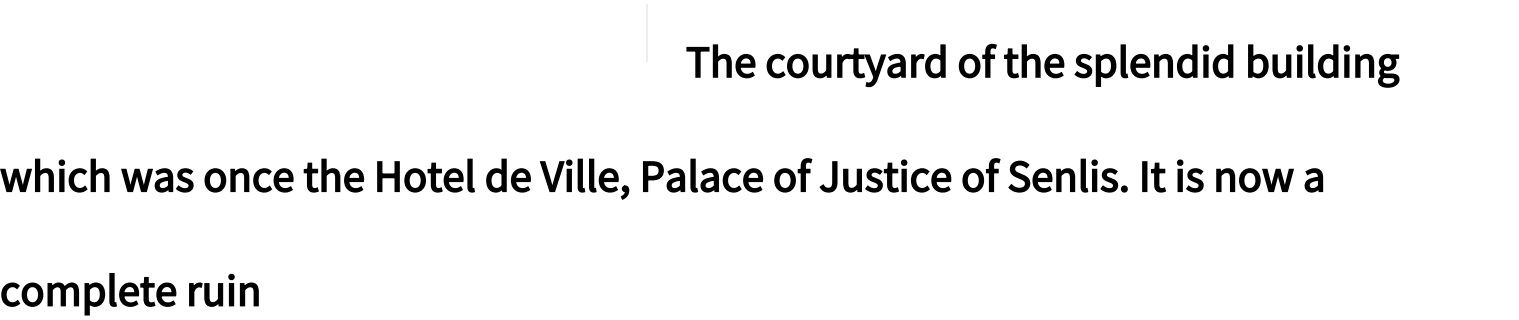 The courtyard of the splendid building
which was once the Hotel de Ville, Palace of Justice of Senlis. It is now a
complete ruin